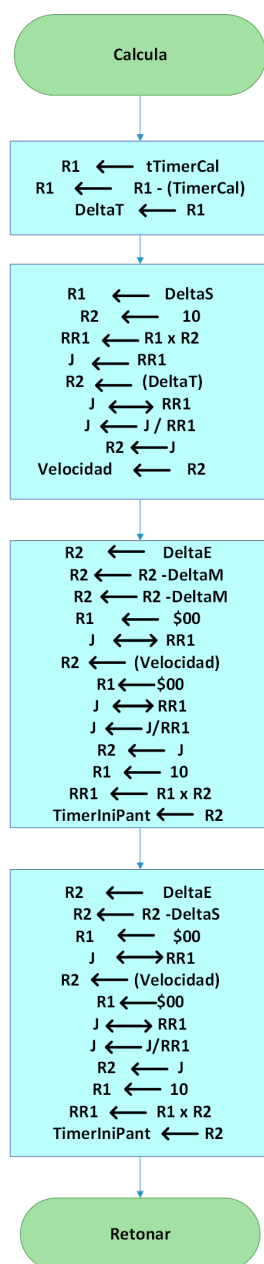 Calcula
R1 ← tTimerCal
R1 ← R1 - (TimerCal)
DeltaT ← R1
R1 ← DeltaS
R2 ← 10
RR1 ← R1 x R2
J ← RR1
R2 ← (DeltaT)
J ↔ RR1
J ← J / RR1
R2 ← J
Velocidad ← R2
R2 ← DeltaE
R2 ← R2 -DeltaM
R2 ← R2 -DeltaM
R1 ← $00
J ↔ RR1
R2 ← (Velocidad)
R1 ← $00
J ↔ RR1
J ← J/RR1
R2 ← J
R1 ← 10
RR1 ← R1 x R2
TimerIniPant ← R2
R2 ← DeltaE
R2 ← R2 -DeltaS
R1 ← $00
J ↔ RR1
R2 ← (Velocidad)
R1 ← $00
J ↔ RR1
J ← J/RR1
R2 ← J
R1 ← 10
RR1 ← R1 x R2
TimerIniPant ← R2
Retonar